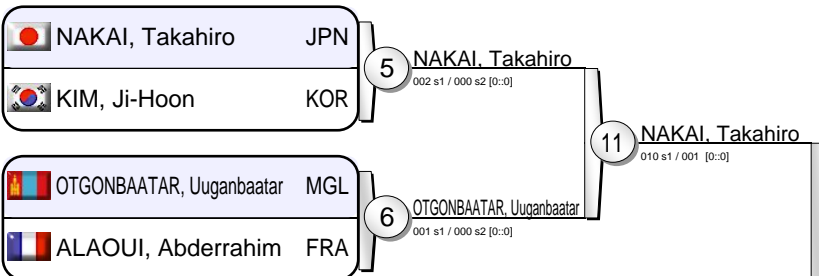 NAKAI, Takahiro JPN
KIM, Ji-Hoon KOR
5
NAKAI, Takahiro
002 s1 / 000 s2 [0::0]
OTGONBAATAR, Uuganbaatar MGL
ALAOUI, Abderrahim FRA
6
OTGONBAATAR, Uuganbaatar
001 s1 / 000 s2 [0::0]
11
NAKAI, Takahiro
010 s1 / 001 [0::0]